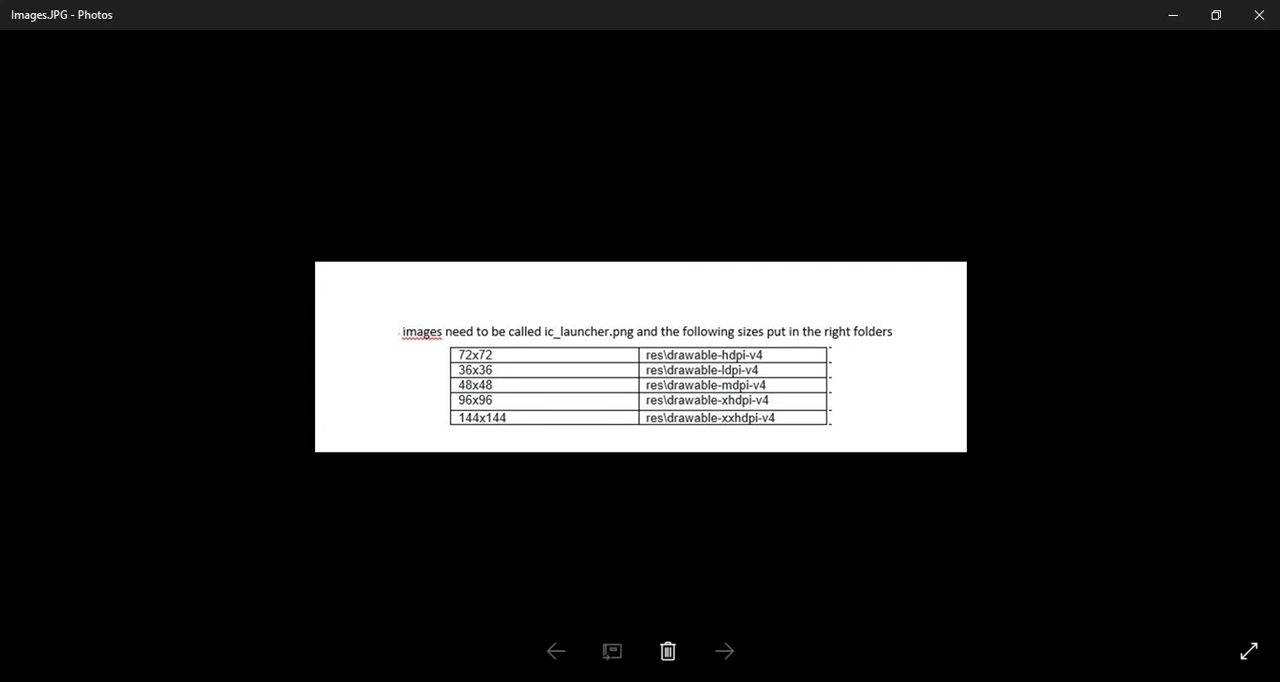 Images.JPG - Photos
images need to be called ic_launcher.png and the following sizes put in the right folders
72x72 res\drawable-hdpi-v4
36x36 res\drawable-ldpi-v4
48x48 res\drawable-mdpi-v4
96x96 res\drawable-xhdpi-v4
144x144 res\drawable-xxhdpi-v4